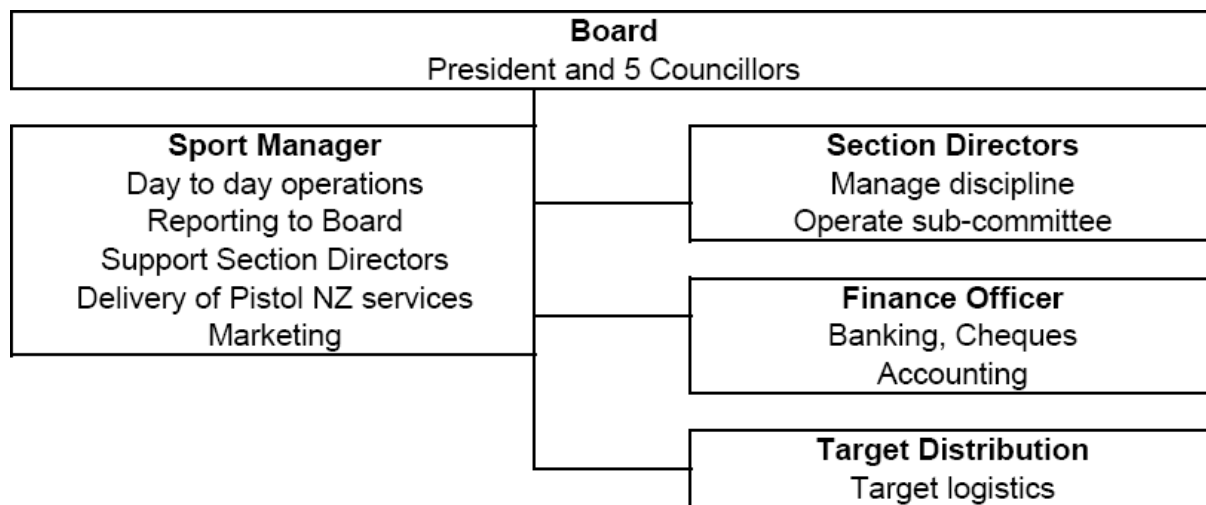 Board
President and 5 Councillors
Sport Manager
Day to day operations
Reporting to Board
Support Section Directors
Delivery of Pistol NZ services
Marketing
Section Directors
Manage discipline
Operate sub-committee
Finance Officer
Banking, Cheques
Accounting
Target Distribution
Target logistics